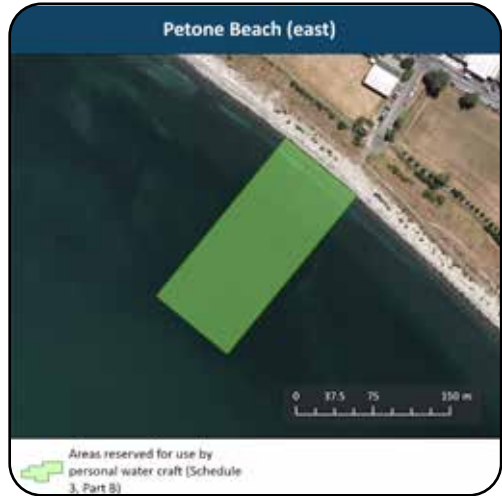 Petone Beach (east)
0 37.5 75 150 m
Areas reserved for use by
personal water craft (Schedule
3, Part B)